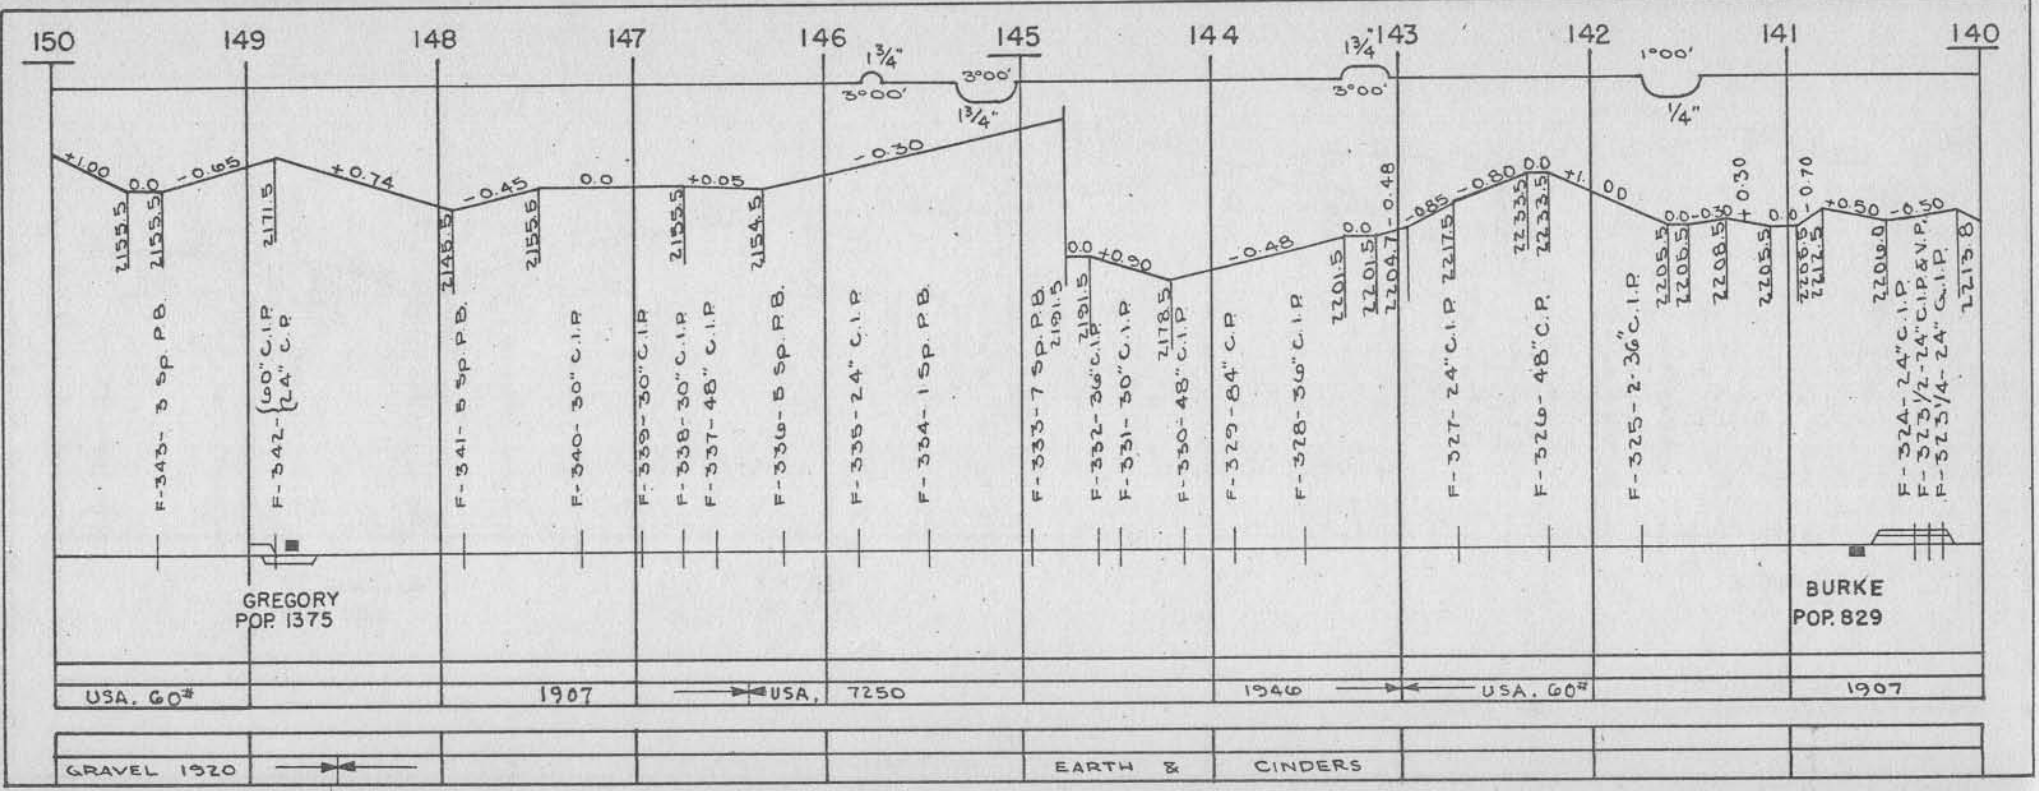 150 149 148 147 146 145 144 143 142 141 140
1¾" 3°00' 1¾" 1°00'
3°00' 1¾" 3°00' ¼"
+1.00 0.0 -0.65 +0.74 -0.45 0.0 +0.05 -0.30 0.0 +0.90 -0.48 0.0 -0.48 -0.85 -0.80 0.0 +1. 00 0.0 -0.30 +0.30 0.0 -0.70 +0.50 -0.50
2155.5
2155.5
2171.5
2145.5
2155.5
2155.5
2154.5
2191.5
2191.5
2178.5
2201.5
2201.5
2204.7
2217.5
2233.5
2233.5
2205.5
2205.5
2208.5
2205.5
2205.5
2212.5
2206.0
2213.8
F-343-3 Sp. P.B.
F-342-{60" C.I.P.
24" C.P.
F-341-5 Sp. P.B.
F-340-30" C.I.P.
F-339-30" C.I.P.
F-338-30" C.I.P.
F-337-48" C.I.P.
F-336-5 Sp. P.B.
F-335-24" C.I.P.
F-334-1 Sp. P.B.
F-333-7 Sp. P.B.
F-332-36" C.I.P.
F-331-30" C.I.P.
F-330-48" C.I.P.
F-329-84" C.P.
F-328-36" C.I.P.
F-327-24" C.I.P.
F-326-48" C.P.
F-325-2-36" C.I.P.
F-324-24" C.I.P.
F-323½-24" C.I.P. & V.P.
F-323¼-24" C.I.P.
GREGORY
POP. 1375
BURKE
POP. 829
USA. 60# 1907 USA. 7250 1946 USA. 60# 1907
GRAVEL 1920 EARTH & CINDERS